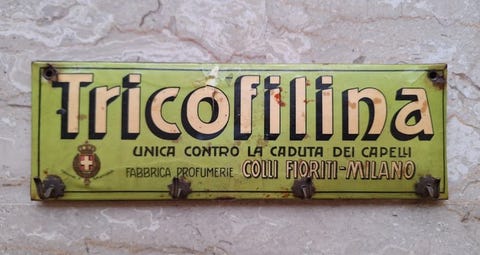 Tricofilina
UNICA CONTRO LA CADUTA DEI CAPELLI
FABBRICA PROFUMERIE COLLI FIORITI-MILANO